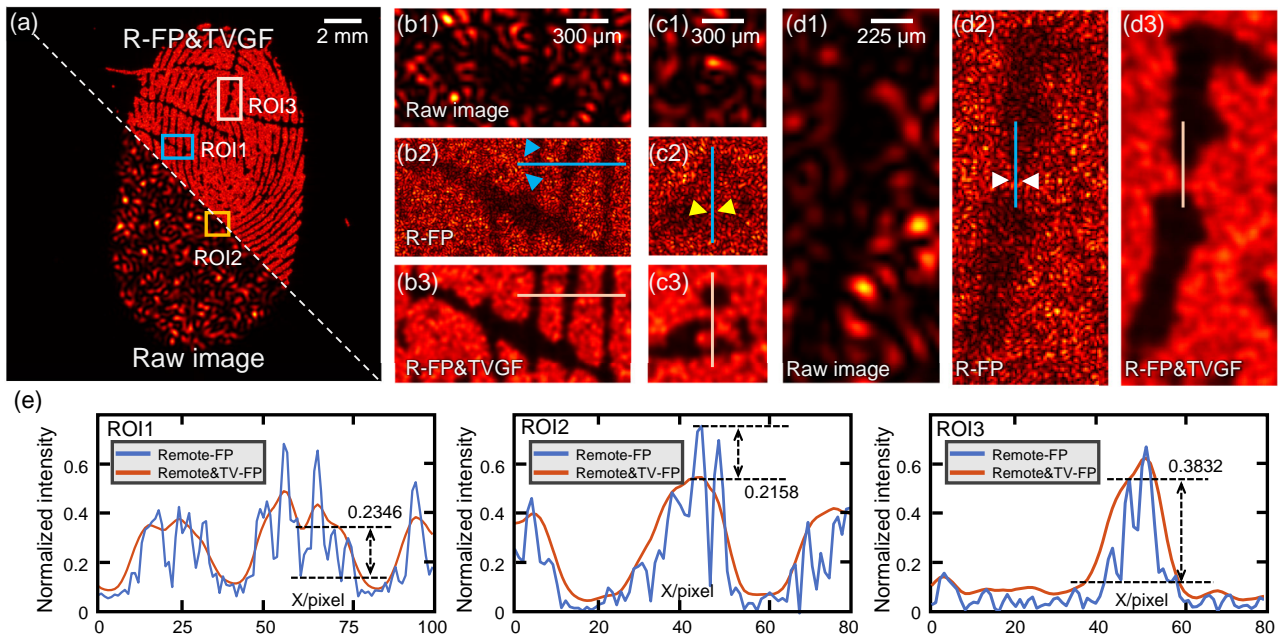 (a)
R-FP&TVGF
2 mm
ROI3
ROI1
ROI2
Raw image
(b1)
300 µm
Raw image
(b2)
R-FP
(b3)
R-FP&TVGF
(c1)
300 µm
(c2)
(c3)
(d1)
225 µm
Raw image
(d2)
R-FP
(d3)
R-FP&TVGF
(e)
Normalized intensity
ROI1
Remote-FP
Remote&TV-FP
0.2346
X/pixel
0.6
0.4
0.2
0
0 25 50 75 100
Normalized intensity
ROI2
Remote-FP
Remote&TV-FP
0.2158
X/pixel
0.6
0.4
0.2
0
0 20 40 60 80
Normalized intensity
ROI3
Remote-FP
Remote&TV-FP
0.3832
X/pixel
0.6
0.4
0.2
0
0 20 40 60 80